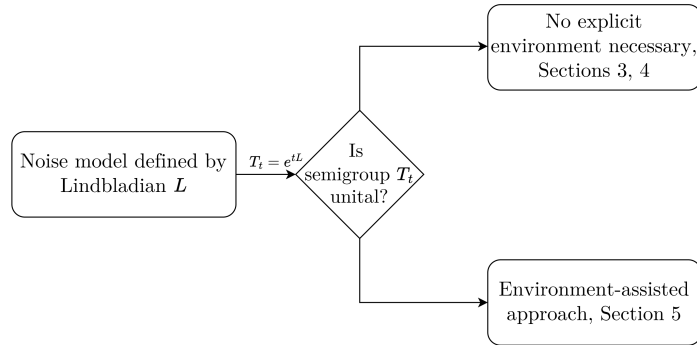 No explicit
environment necessary,
Sections 3, 4
Noise model defined by
Lindbladian L
T_t = e^{tL}
Is
semigroup T_t
unital?
Environment-assisted
approach, Section 5